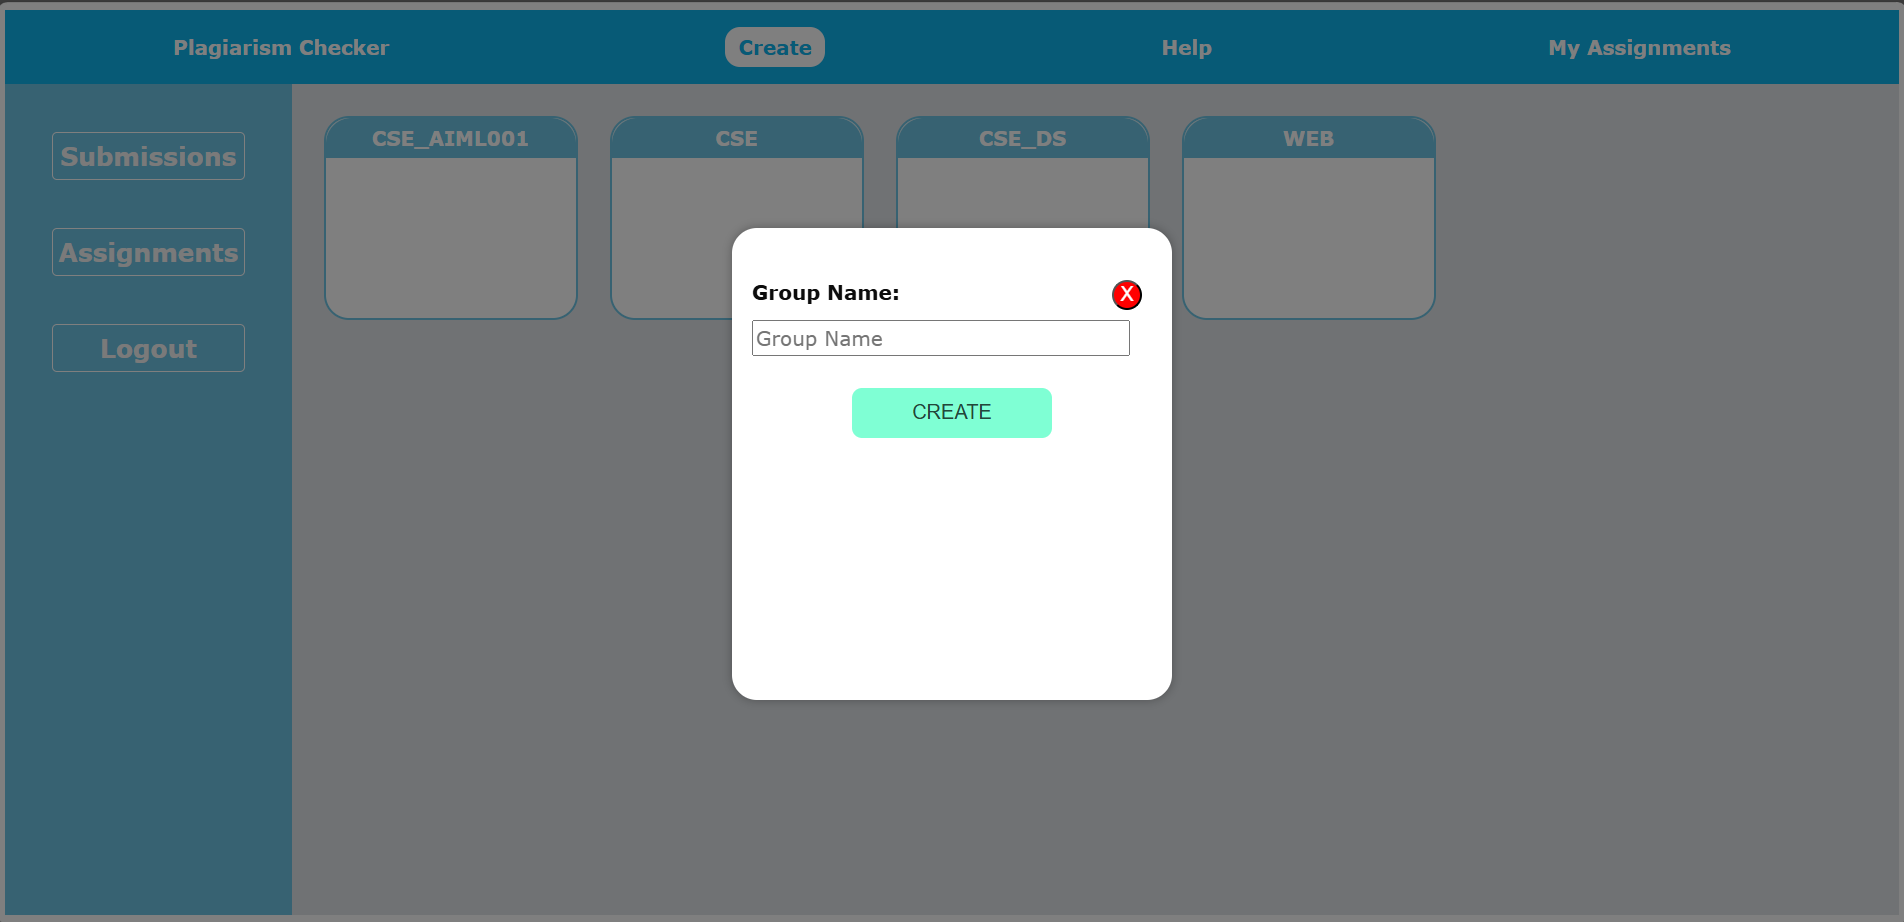 Plagiarism Checker
Create
Help
My Assignments
Submissions
Assignments
Logout
CSE_AIML001
CSE
CSE_DS
WEB
Group Name:
X
Group Name
CREATE